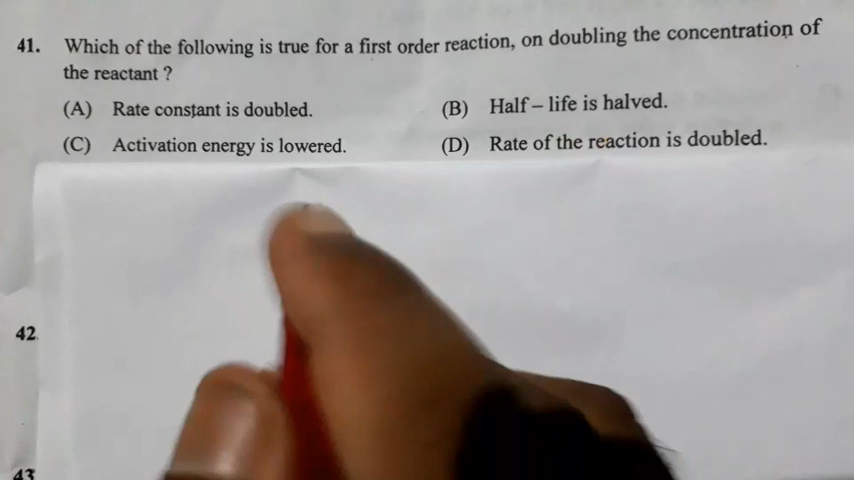 41. Which of the following is true for a first order reaction, on doubling the concentration of
the reactant ?
(A) Rate constant is doubled. (B) Half – life is halved.
(C) Activation energy is lowered. (D) Rate of the reaction is doubled.
42.
43